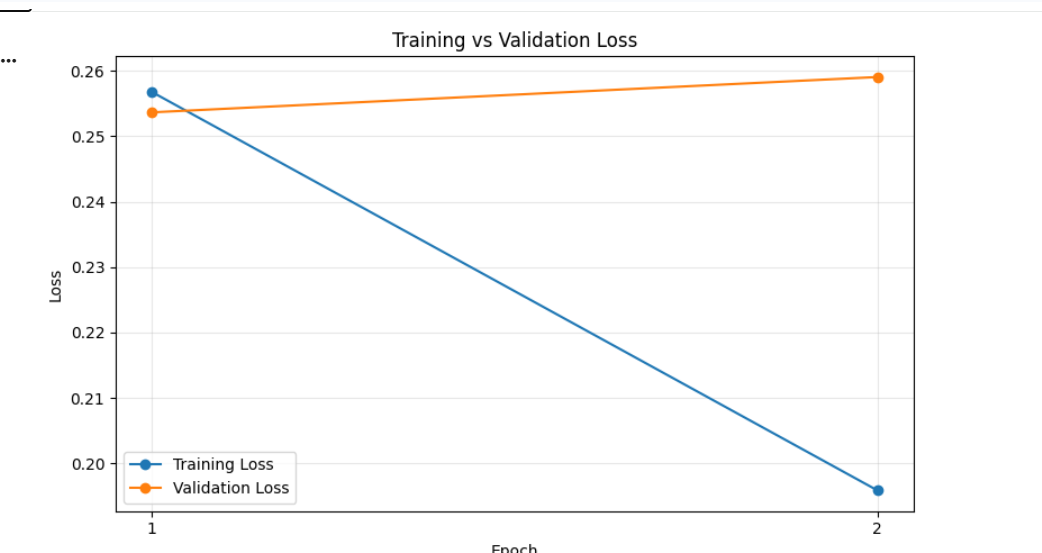 Training vs Validation Loss
...
0.26
0.25
0.24
0.23
0.22
0.21
0.20
Loss
Training Loss
Validation Loss
1
2
Epoch